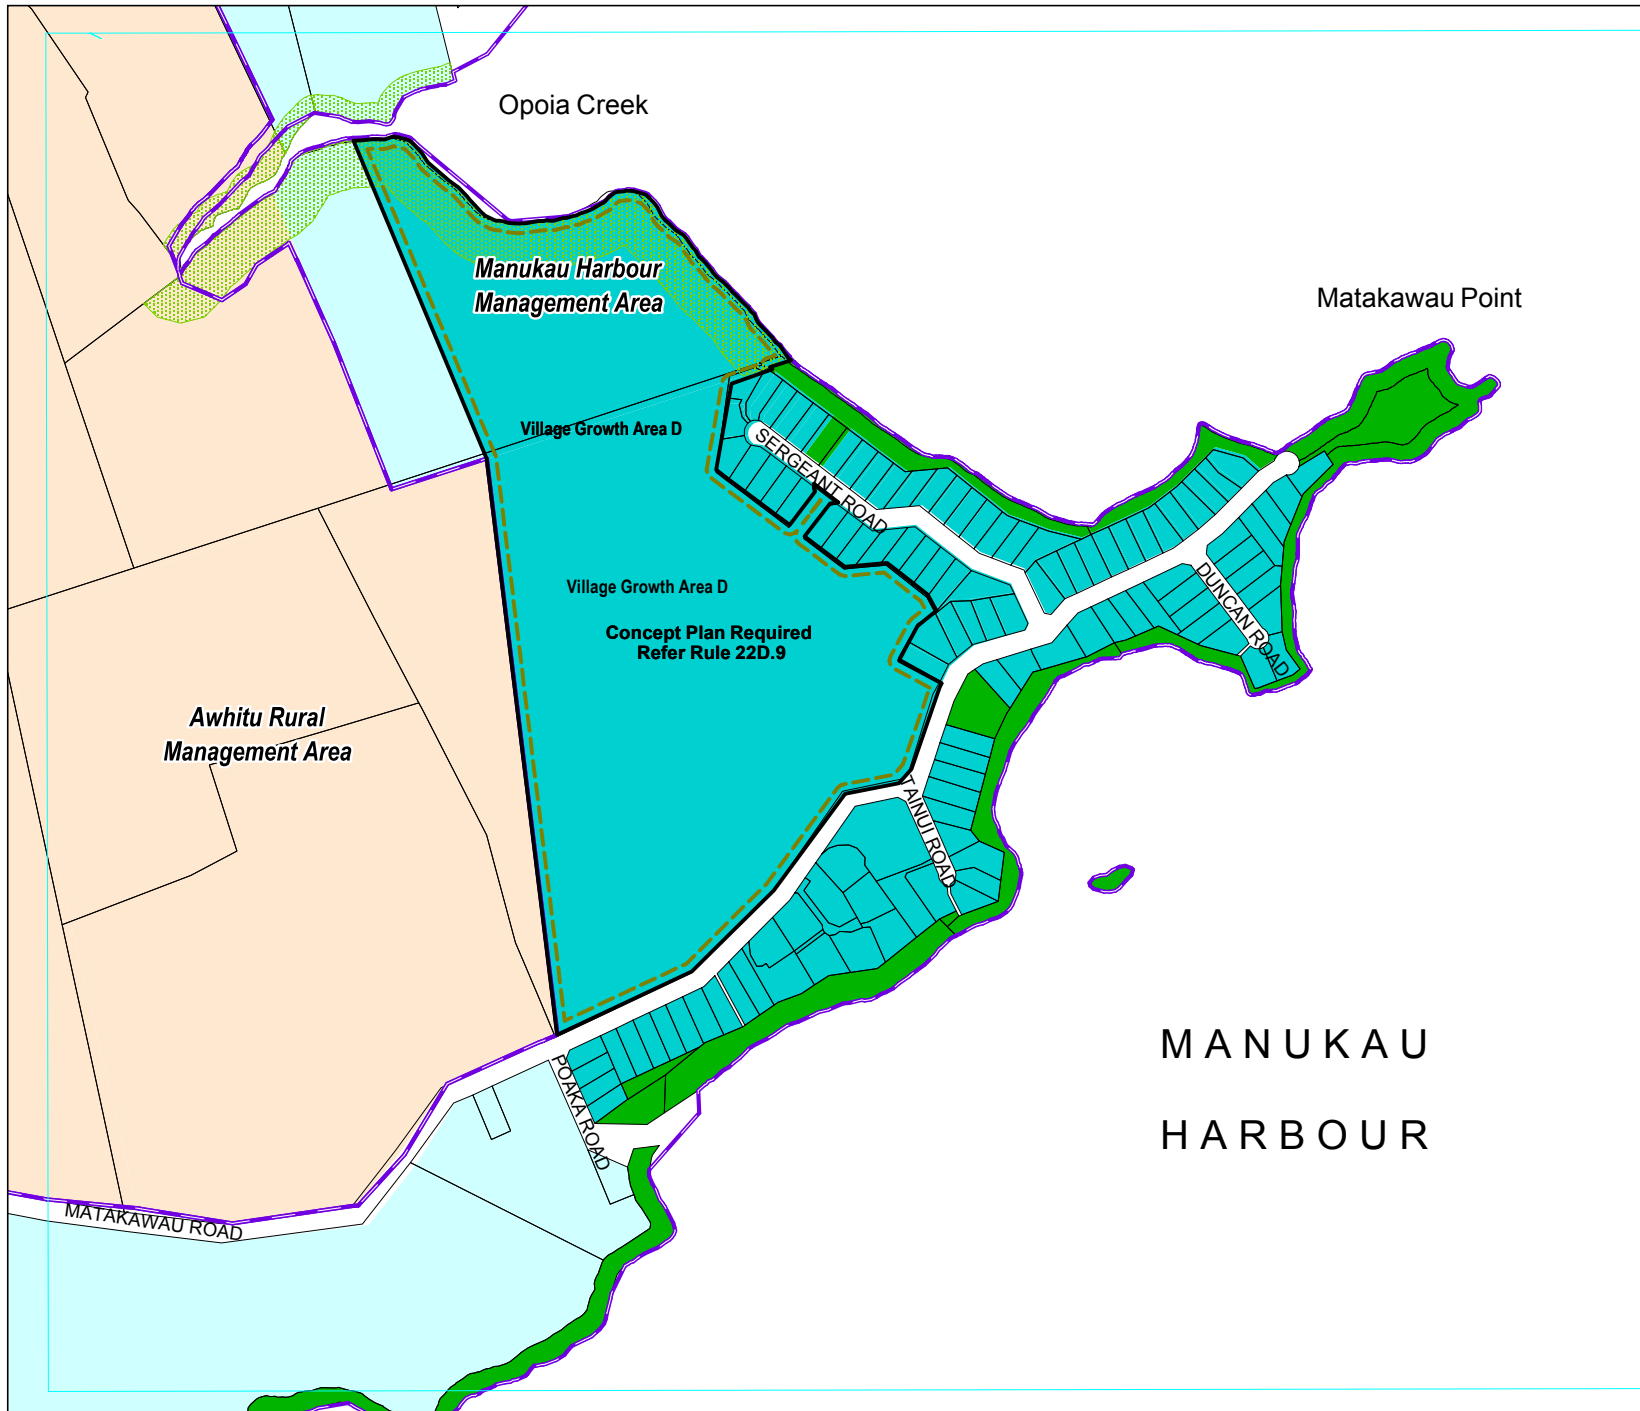 Opoia Creek
Manukau Harbour
Management Area
Matakawau Point
Village Growth Area D
SERGEANT ROAD
Village Growth Area D
DUNCAN ROAD
Concept Plan Required
Refer Rule 22D.9
Awhitu Rural
Management Area
TAINUI ROAD
MANUKAU
HARBOUR
POAKA ROAD
MATAKAWAU ROAD